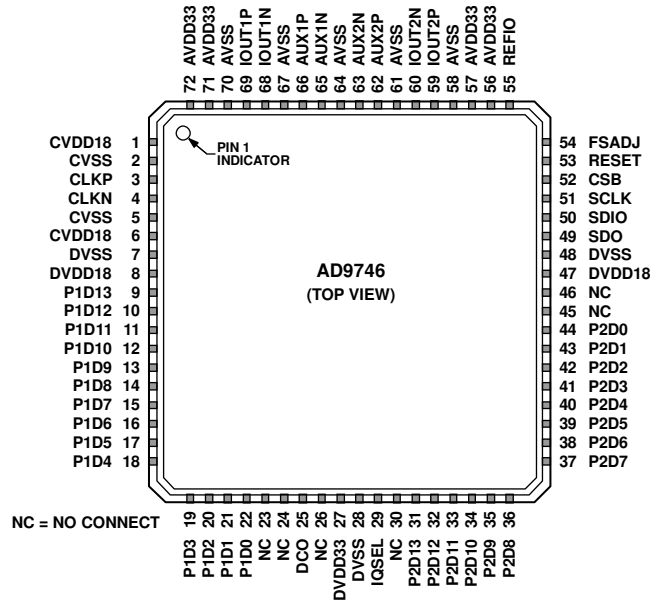 72 AVDD33
71 AVDD33
70 AVSS
69 IOUT1P
68 IOUT1N
67 AVSS
66 AUX1P
65 AUX1N
64 AVSS
63 AUX2N
62 AUX2P
61 AVSS
60 IOUT2N
59 IOUT2P
58 AVSS
57 AVDD33
56 AVDD33
55 REFIO
CVDD18 1
CVSS 2
CLKP 3
CLKN 4
CVSS 5
CVDD18 6
DVSS 7
DVDD18 8
P1D13 9
P1D12 10
P1D11 11
P1D10 12
P1D9 13
P1D8 14
P1D7 15
P1D6 16
P1D5 17
P1D4 18
PIN 1
INDICATOR
AD9746
(TOP VIEW)
54 FSADJ
53 RESET
52 CSB
51 SCLK
50 SDIO
49 SDO
48 DVSS
47 DVDD18
46 NC
45 NC
44 P2D0
43 P2D1
42 P2D2
41 P2D3
40 P2D4
39 P2D5
38 P2D6
37 P2D7
NC = NO CONNECT
P1D3 19
P1D2 20
P1D1 21
P1D0 22
NC 23
NC 24
DCO 25
NC 26
DVDD33 27
DVSS 28
IQSEL 29
NC 30
P2D13 31
P2D12 32
P2D11 33
P2D10 34
P2D9 35
P2D8 36